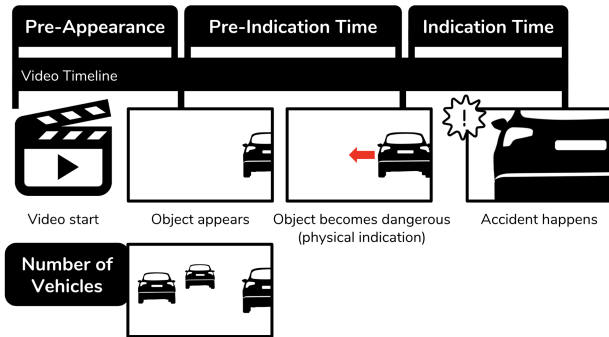 Pre-Appearance
Pre-Indication Time
Indication Time
Video Timeline
!
Video start
Object appears
Object becomes dangerous
(physical indication)
Accident happens
Number of
Vehicles